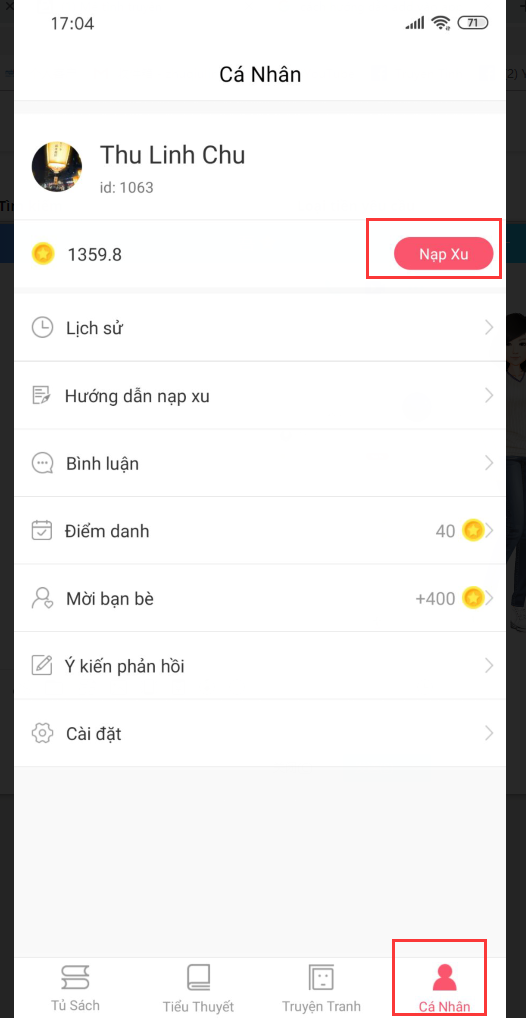 17:04
71
Cá Nhân
Thu Linh Chu
id: 1063
1359.8
Nạp Xu
Lịch sử
Hướng dẫn nạp xu
Bình luận
Điểm danh
40
Mời bạn bè
+400
Ý kiến phản hồi
Cài đặt
Tủ Sách
Tiểu Thuyết
Truyện Tranh
Cá Nhân